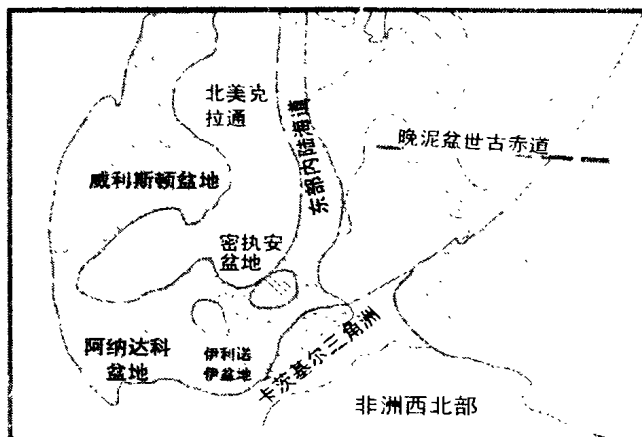 北美克
拉通
东部内陆海道
晚泥盆世古赤道
威利斯顿盆地
密执安
盆地
阿纳达科
盆地
伊利诺
伊盆地
卡茨基尔三角洲
非洲西北部